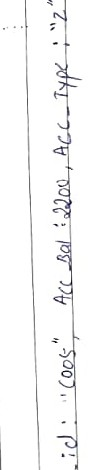 id : "C005", Acc_Bal : 2200, Acc_Type : "Z"